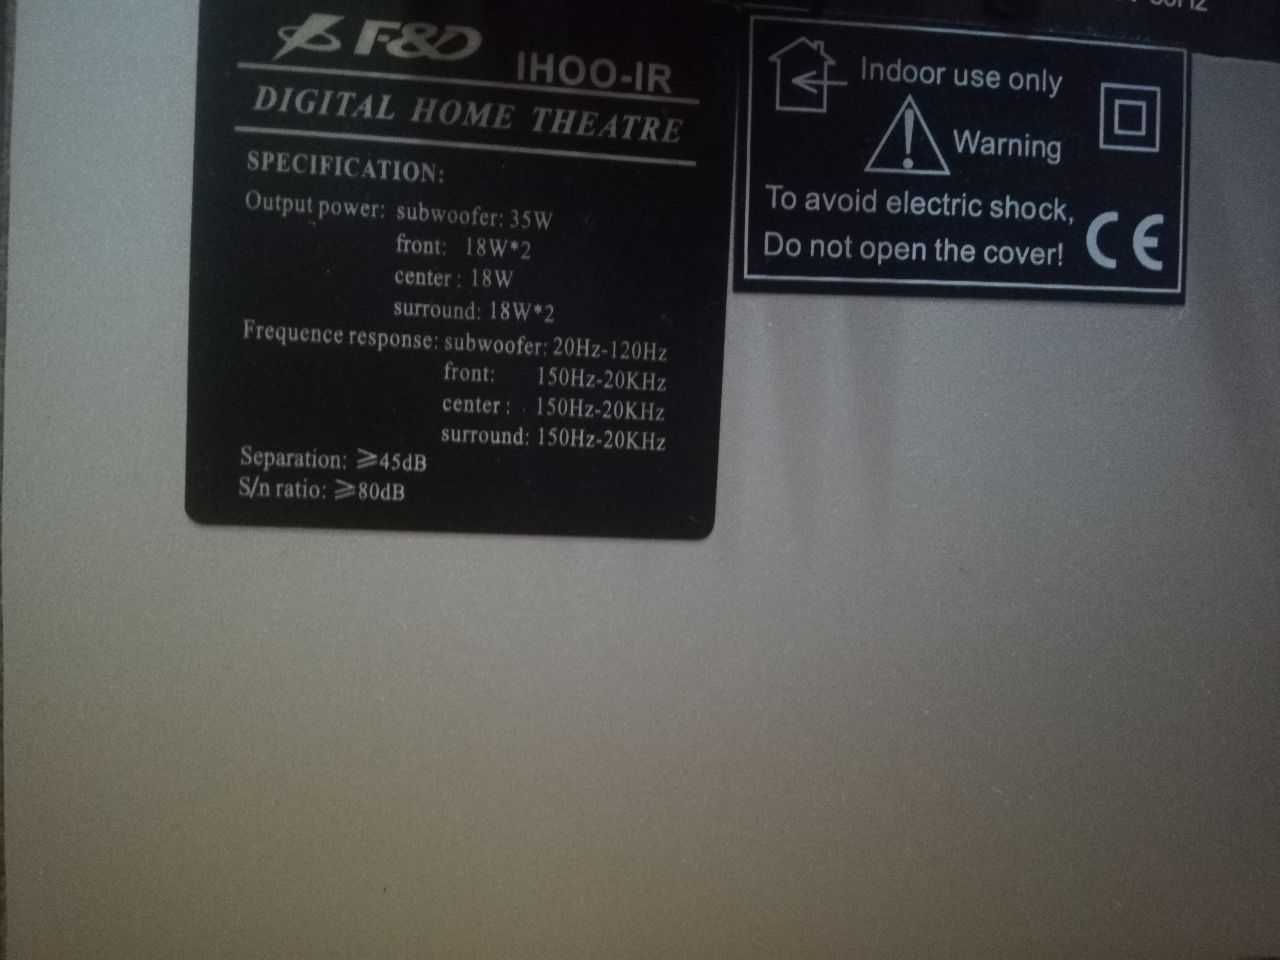 F&D IHOO-IR
DIGITAL HOME THEATRE
SPECIFICATION:
Output power: subwoofer: 35W
front: 18W*2
center : 18W
surround: 18W*2
Frequence response: subwoofer: 20Hz-120Hz
front: 150Hz-20KHz
center : 150Hz-20KHz
surround: 150Hz-20KHz
Separation: ≥45dB
S/n ratio: ≥80dB
Indoor use only
Warning
To avoid electric shock,
Do not open the cover!
CE